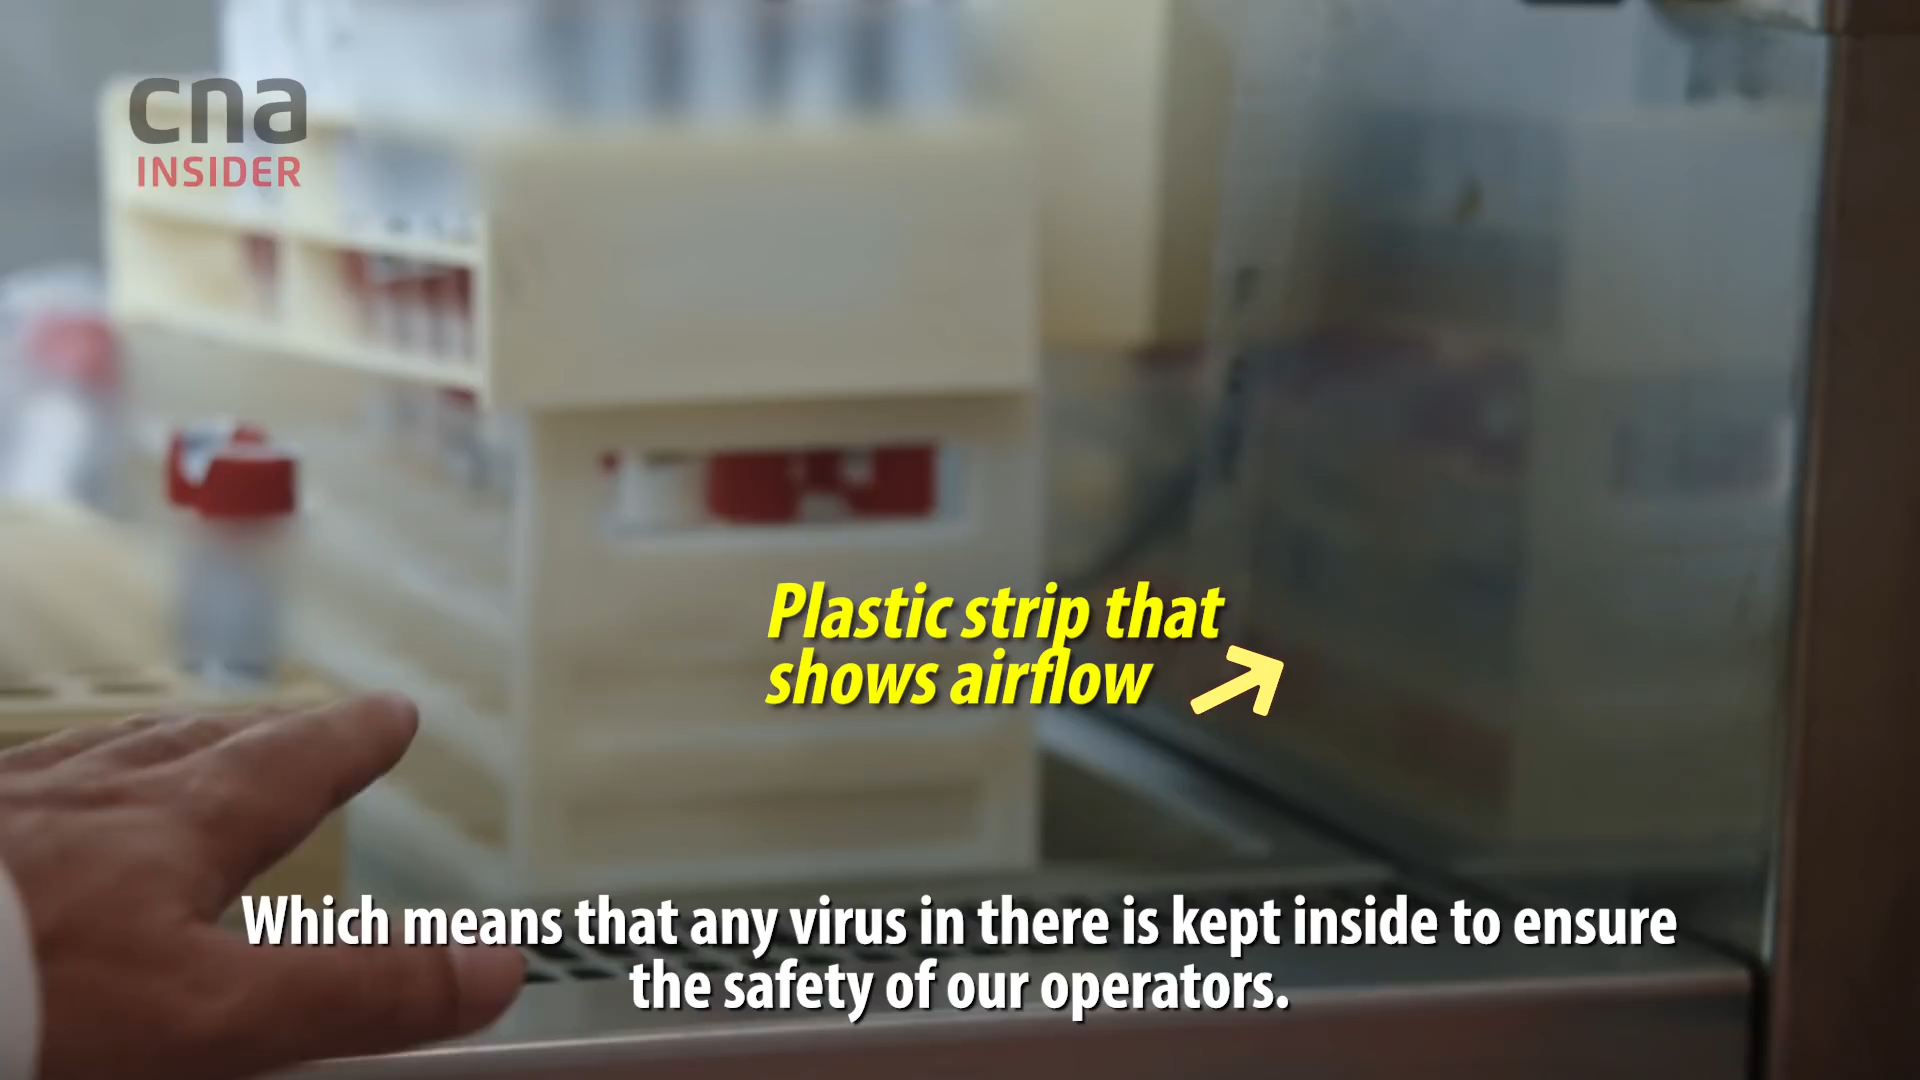 cna
INSIDER
Plastic strip that
shows airflow
Which means that any virus in there is kept inside to ensure
the safety of our operators.